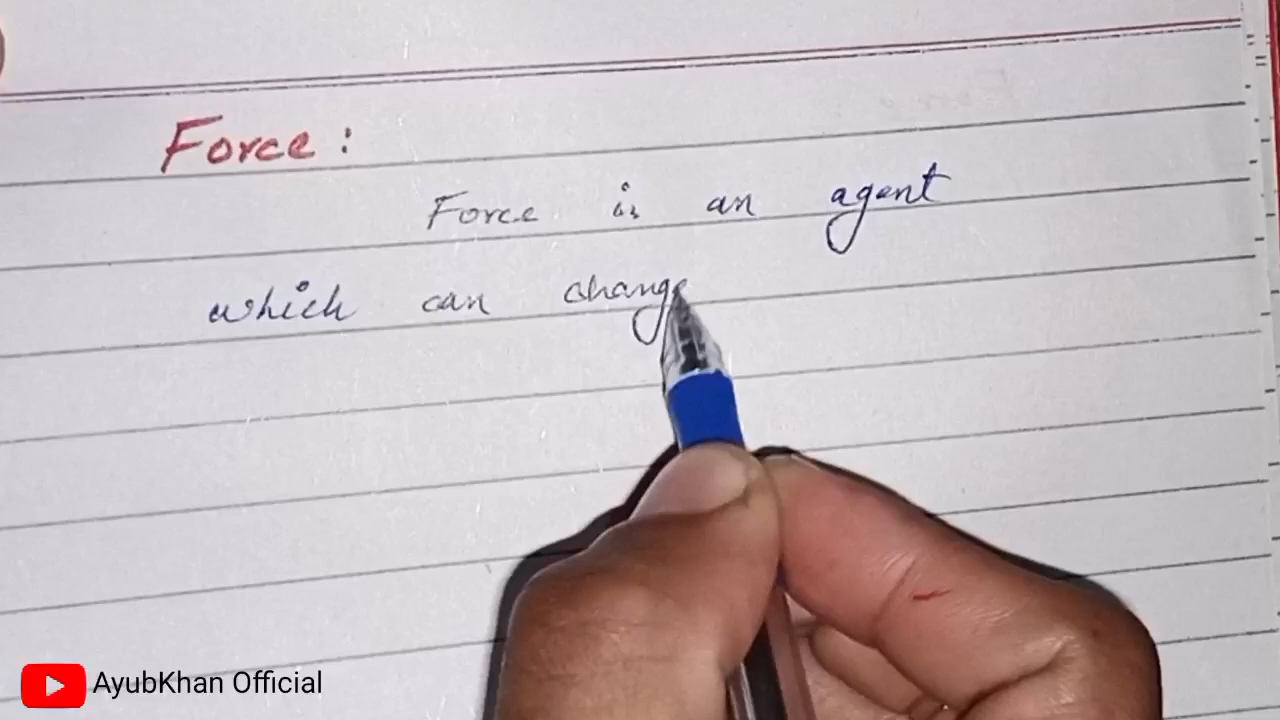 Force:
Force is an agent
which can change
AyubKhan Official